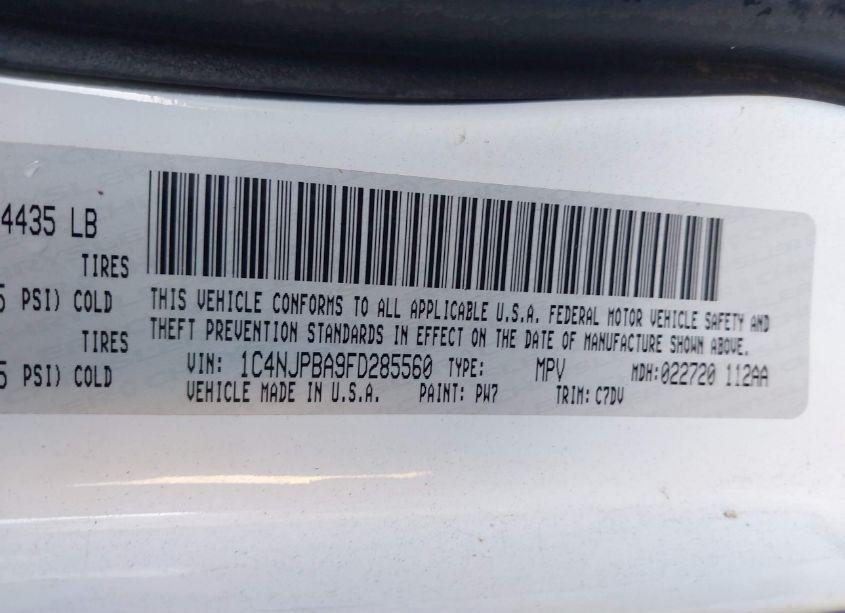 4435 LB
TIRES
5 PSI) COLD
TIRES
5 PSI) COLD
THIS VEHICLE CONFORMS TO ALL APPLICABLE U.S.A. FEDERAL MOTOR VEHICLE SAFETY AND
THEFT PREVENTION STANDARDS IN EFFECT ON THE DATE OF MANUFACTURE SHOWN ABOVE.
VIN: 1C4NJPBA9FD285560 TYPE: MPV MDH:022720 112AA
VEHICLE MADE IN U.S.A. PAINT: PW7 TRIM: C7DV